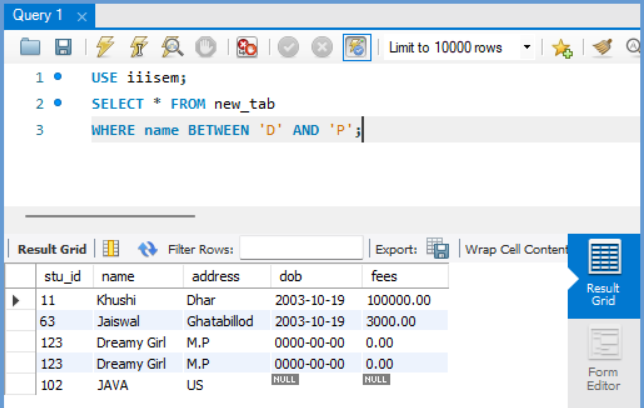 Query 1
Limit to 10000 rows
1 USE iiisem;
2 SELECT * FROM new_tab
3 WHERE name BETWEEN 'D' AND 'P';
Result Grid Filter Rows: Export: Wrap Cell Content
stu_id name address dob fees
11 Khushi Dhar 2003-10-19 100000.00
63 Jaiswal Ghatabillod 2003-10-19 3000.00
123 Dreamy Girl M.P 0000-00-00 0.00
123 Dreamy Girl M.P 0000-00-00 0.00
102 JAVA US NULL NULL
Result
Grid
Form
Editor